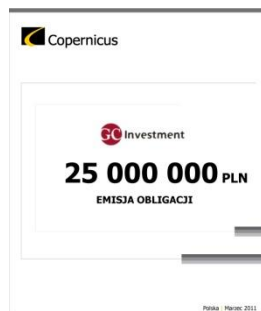 Copernicus
GC Investment
25 000 000 PLN
EMISJA OBLIGACJI
Polska | Marzec 2011